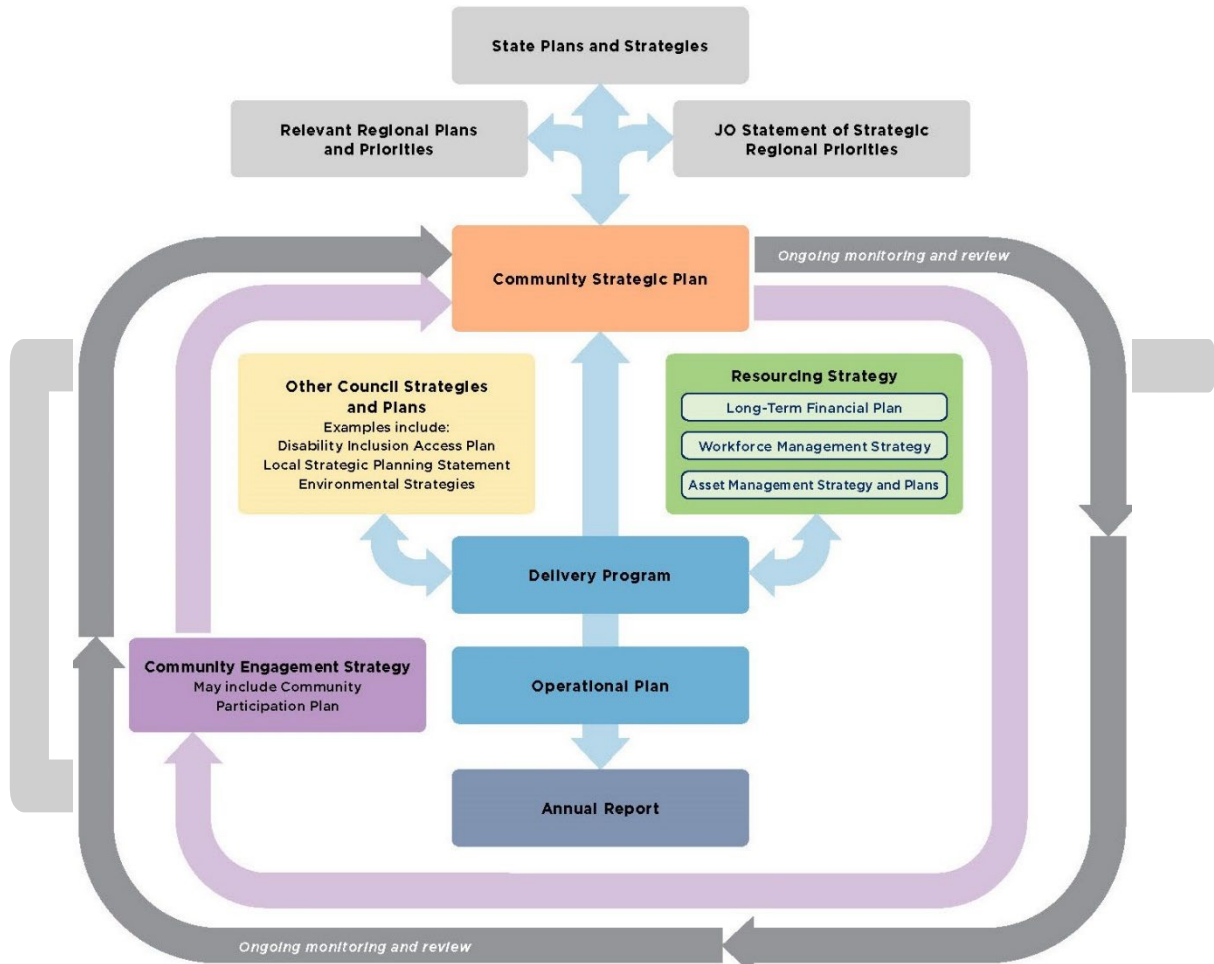 State Plans and Strategies
Relevant Regional Plans
and Priorities
JO Statement of Strategic
Regional Priorities
Community Strategic Plan
Ongoing monitoring and review
Other Council Strategies
and Plans
Examples include:
Disability Inclusion Access Plan
Local Strategic Planning Statement
Environmental Strategies
Resourcing Strategy
Long-Term Financial Plan
Workforce Management Strategy
Asset Management Strategy and Plans
Delivery Program
Community Engagement Strategy
May include Community
Participation Plan
Operational Plan
Annual Report
Ongoing monitoring and review